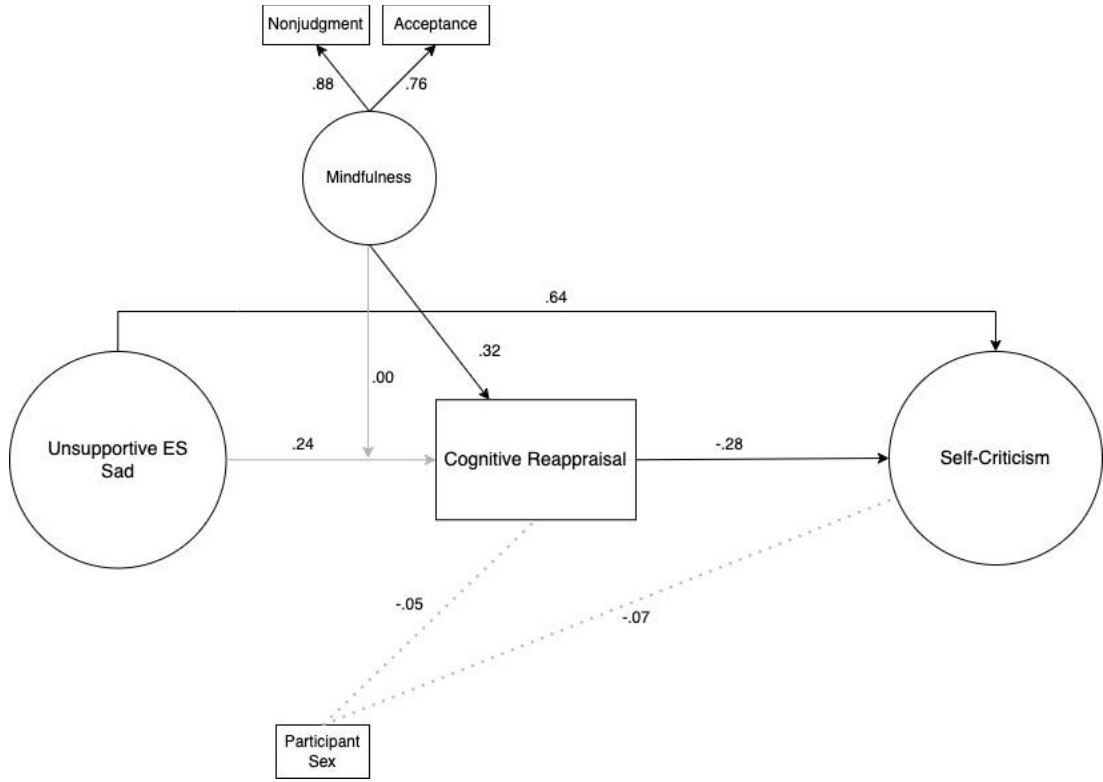 Nonjudgment
Acceptance
.88
.76
Mindfulness
.64
.32
.00
Unsupportive ES
Sad
.24
Cognitive Reappraisal
-.28
Self-Criticism
-.05
-.07
Participant
Sex